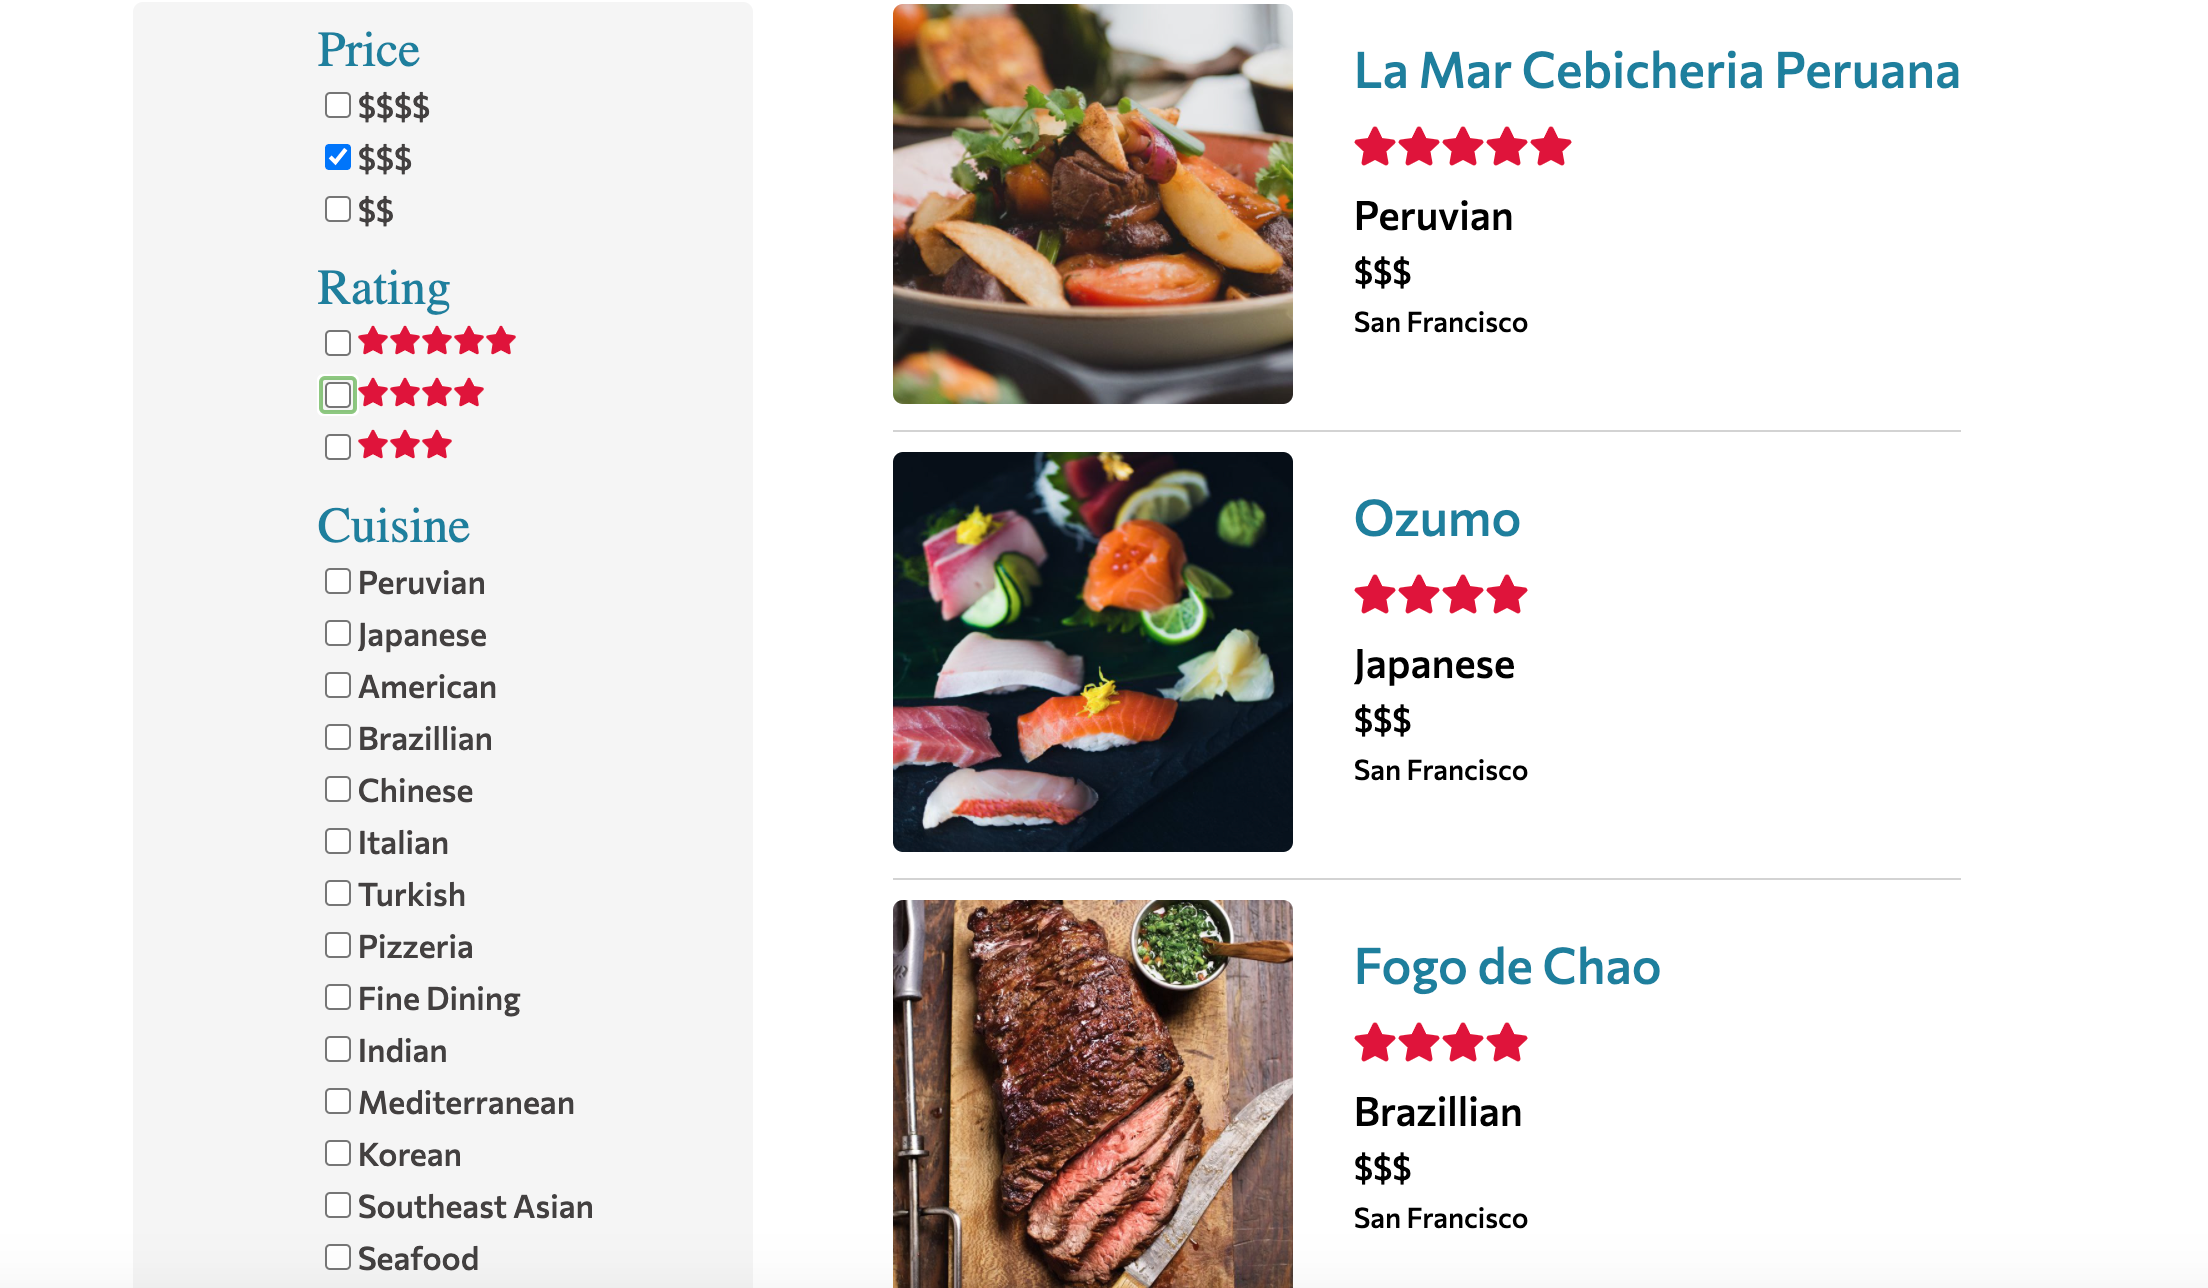 Price
$$$$
$$$
$$
Rating
Cuisine
Peruvian
Japanese
American
Brazillian
Chinese
Italian
Turkish
Pizzeria
Fine Dining
Indian
Mediterranean
Korean
Southeast Asian
Seafood
La Mar Cebicheria Peruana
Peruvian
$$$
San Francisco
Ozumo
Japanese
$$$
San Francisco
Fogo de Chao
Brazillian
$$$
San Francisco